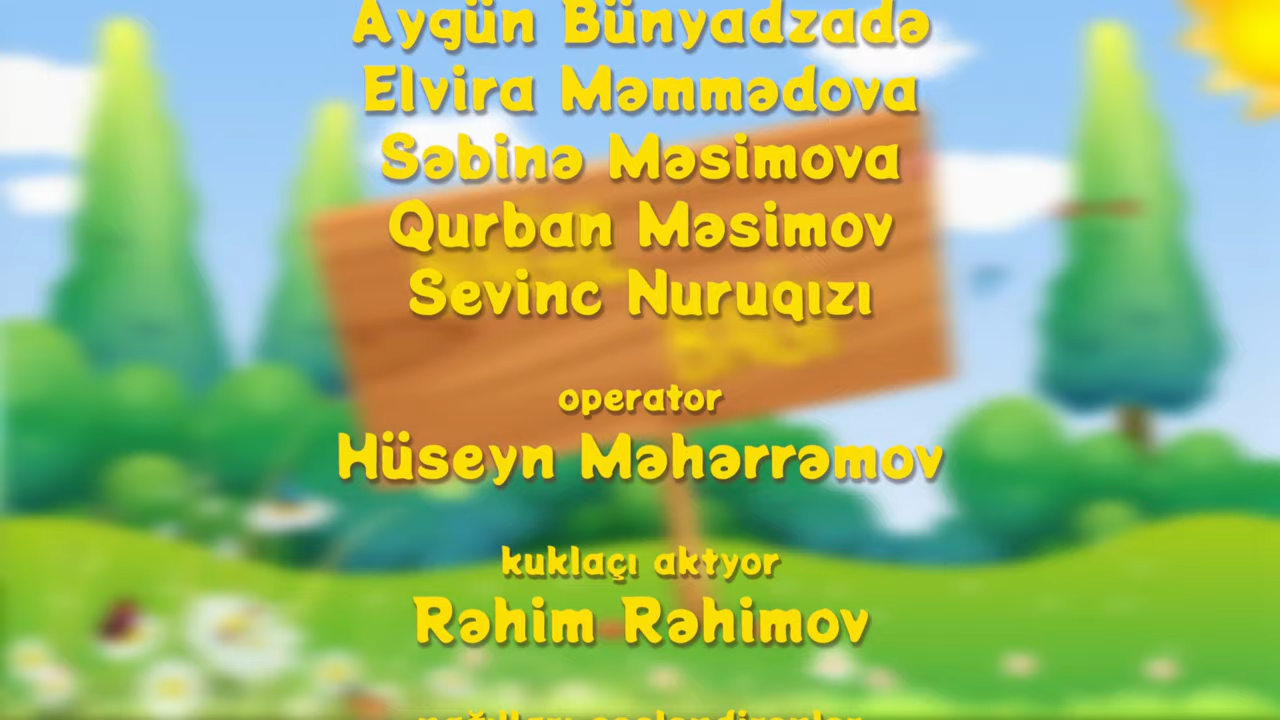 Aygün Bünyadzadə
Elvira Məmmədova
Səbinə Məsimova
Qurban Məsimov
Sevinc Nuruqızı
operator
Hüseyn Məhərrəmov
kuklaçı aktyor
Rəhim Rəhimov